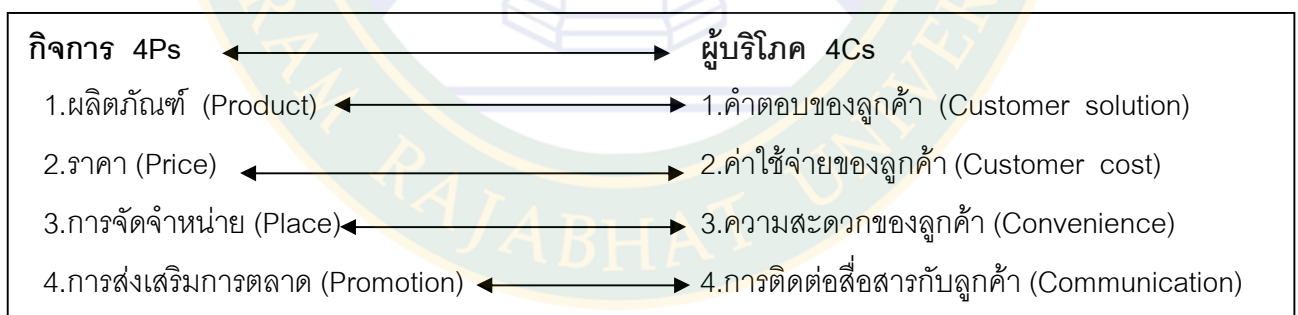 กิจการ 4Ps ผู้บริโภค 4Cs
1.ผลิตภัณฑ์ (Product) 1.คำตอบของลูกค้า (Customer solution)
2.ราคา (Price) 2.ค่าใช้จ่ายของลูกค้า (Customer cost)
3.การจัดจำหน่าย (Place) 3.ความสะดวกของลูกค้า (Convenience)
4.การส่งเสริมการตลาด (Promotion) 4.การติดต่อสื่อสารกับลูกค้า (Communication)
RAM RAJABHAT UNIVER